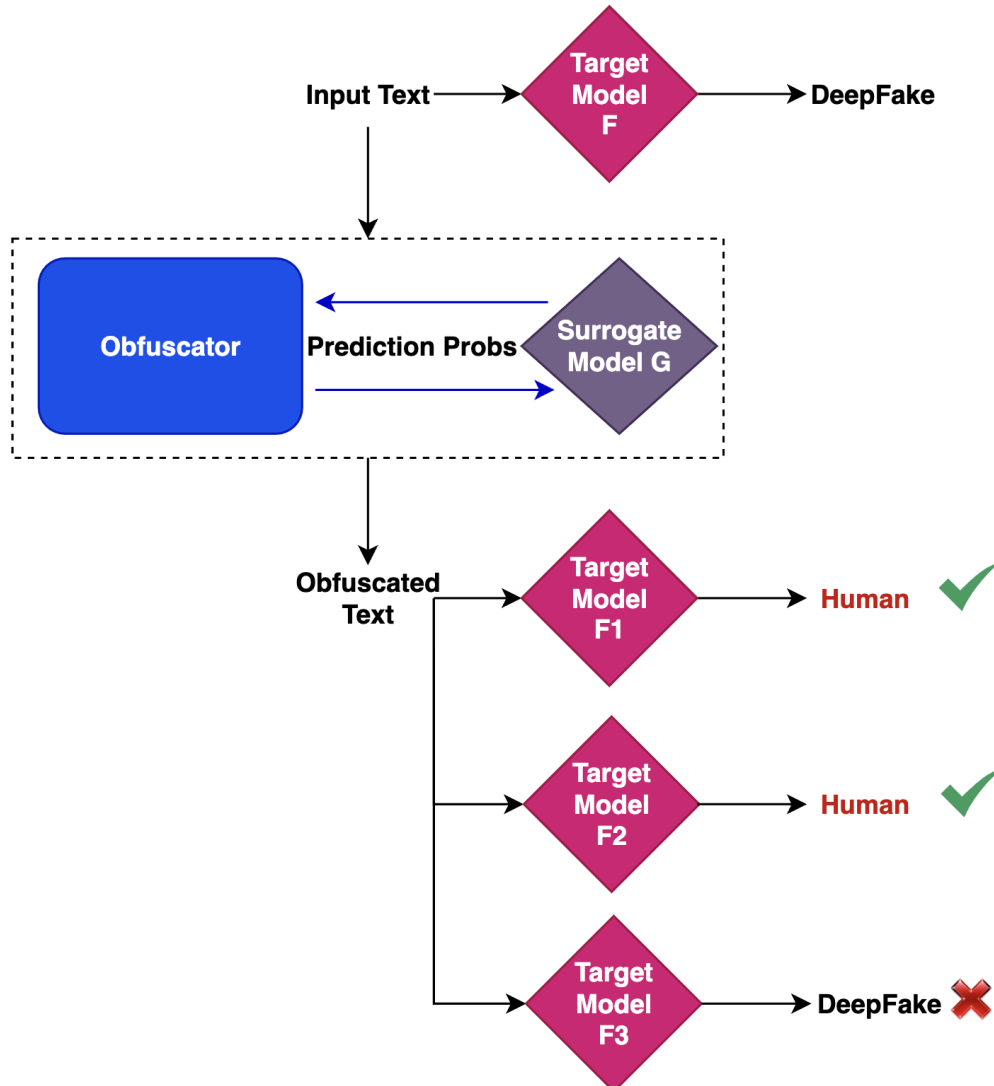 Input Text
Target
Model
F
DeepFake
Obfuscator
Prediction Probs
Surrogate
Model G
Obfuscated
Text
Target
Model
F1
Human
Target
Model
F2
Human
Target
Model
F3
DeepFake